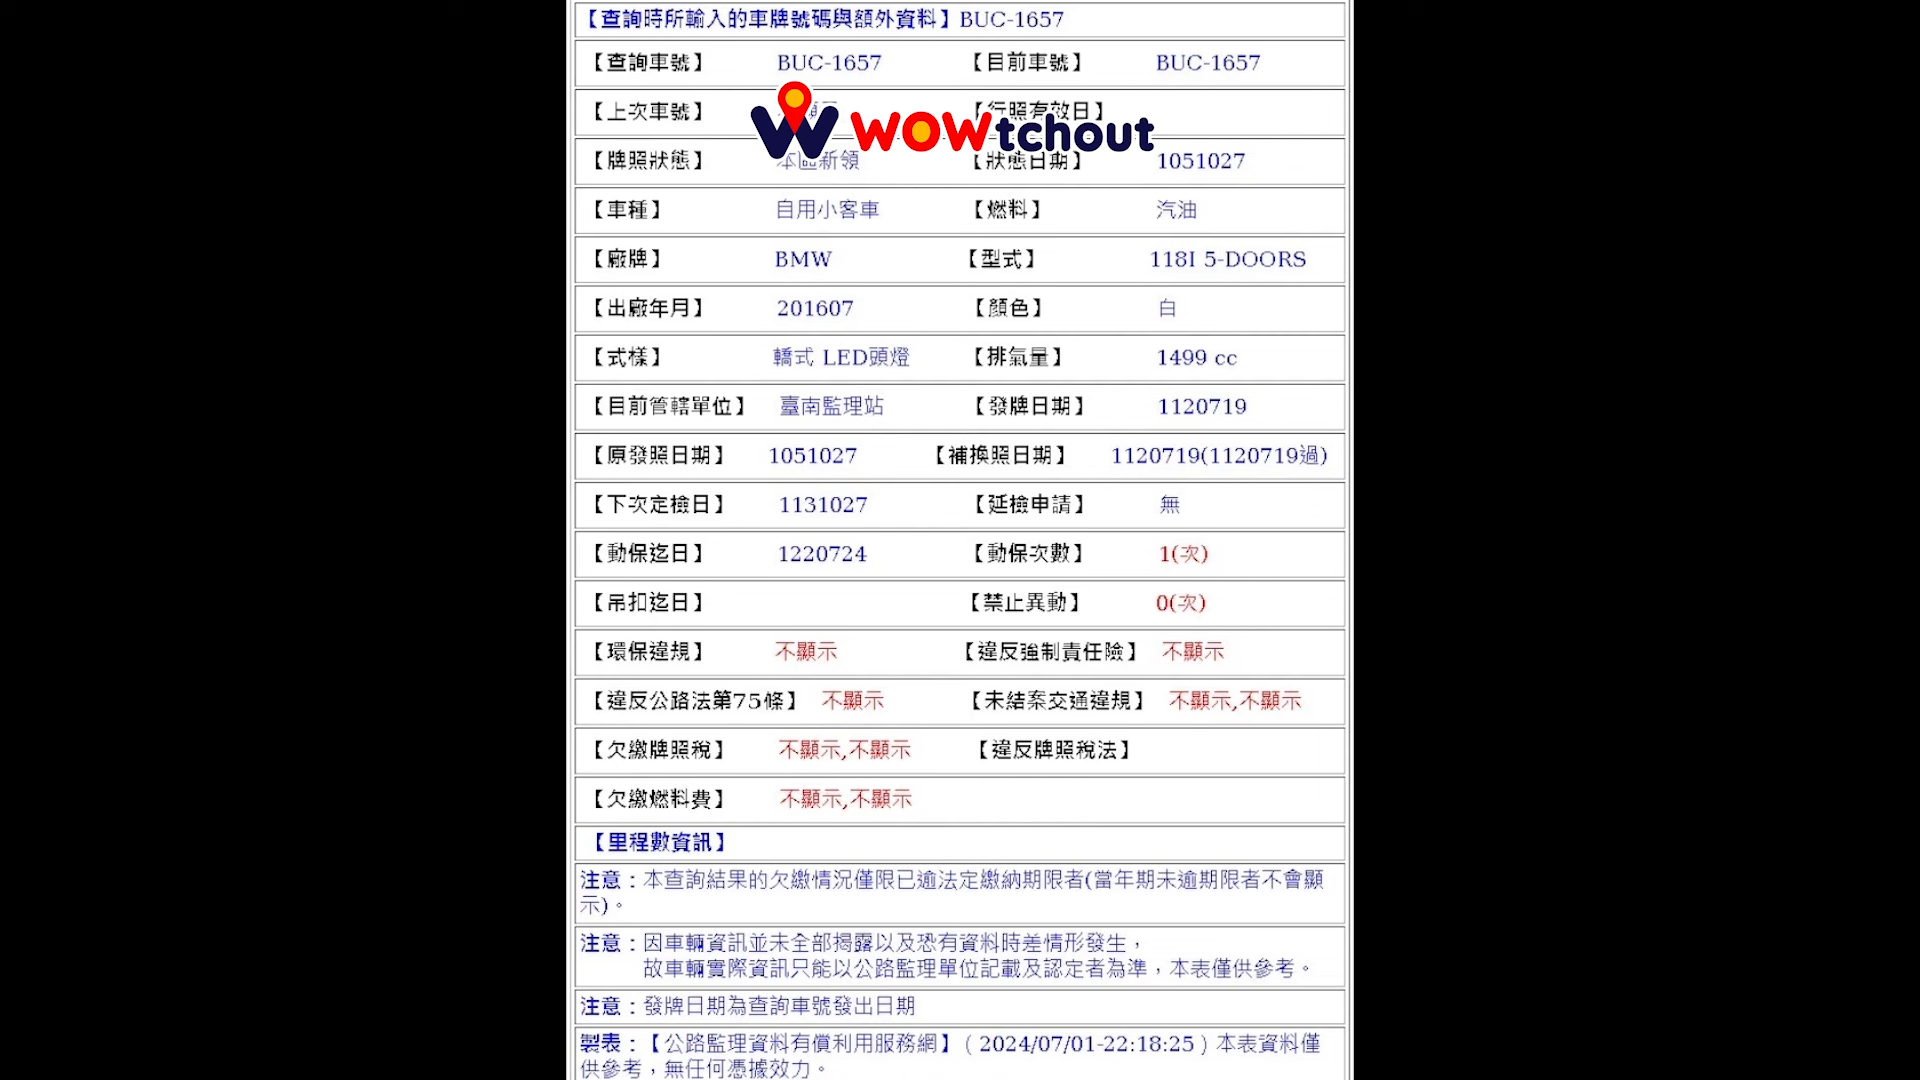 【查詢時所輸入的車牌號碼與額外資料】BUC-1657
【查詢車號】 BUC-1657 【目前車號】 BUC-1657
【上次車號】 【行照有效日】
WOWtchout
【牌照狀態】 本區新領 【狀態日期】 1051027
【車種】 自用小客車 【燃料】 汽油
【廠牌】 BMW 【型式】 118I 5-DOORS
【出廠年月】 201607 【顏色】 白
【式樣】 轎式 LED頭燈 【排氣量】 1499 cc
【目前管轄單位】 臺南監理站 【發牌日期】 1120719
【原發照日期】 1051027 【補換照日期】 1120719(1120719過)
【下次定檢日】 1131027 【延檢申請】 無
【動保迄日】 1220724 【動保次數】 1(次)
【吊扣迄日】 【禁止異動】 0(次)
【環保違規】 不顯示 【違反強制責任險】 不顯示
【違反公路法第75條】 不顯示 【未結案交通違規】 不顯示,不顯示
【欠繳牌照稅】 不顯示,不顯示 【違反牌照稅法】
【欠繳燃料費】 不顯示,不顯示
【里程數資訊】
注意：本查詢結果的欠繳情況僅限已逾法定繳納期限者(當年期未逾期限者不會顯
示)。
注意：因車輛資訊並未全部揭露以及恐有資料時差情形發生，
故車輛實際資訊只能以公路監理單位記載及認定者為準，本表僅供參考。
注意：發牌日期為查詢車號發出日期
製表：【公路監理資料有償利用服務網】 ( 2024/07/01-22:18:25 ) 本表資料僅
供參考，無任何憑據效力。